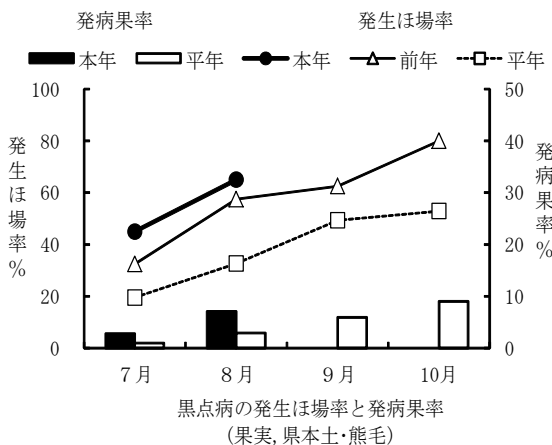 発病果率 発生ほ場率
本年 平年 本年 前年 平年
発生ほ場率%
100
80
60
40
20
0
発病果率%
50
40
30
20
10
0
7月 8月 9月 10月
黒点病の発生ほ場率と発病果率
(果実,県本土・熊毛)